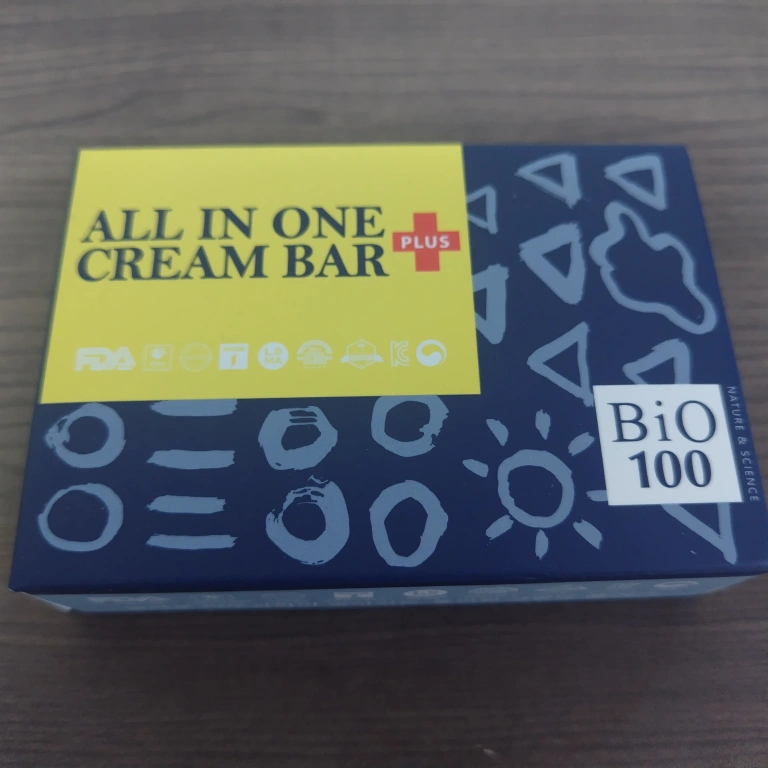 ALL IN ONE
CREAM BAR
PLUS
FDA
BiO
100
NATURE & SCIENCE